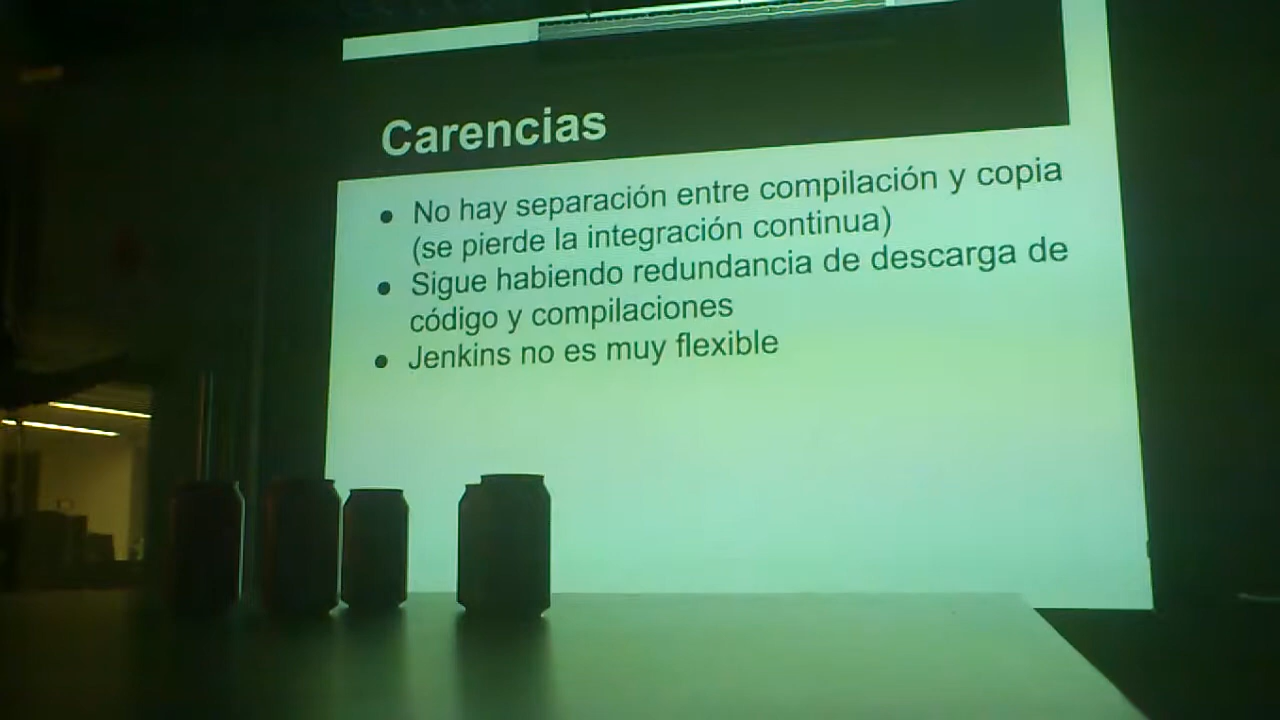 Carencias
● No hay separación entre compilación y copia
(se pierde la integración continua)
● Sigue habiendo redundancia de descarga de
código y compilaciones
● Jenkins no es muy flexible